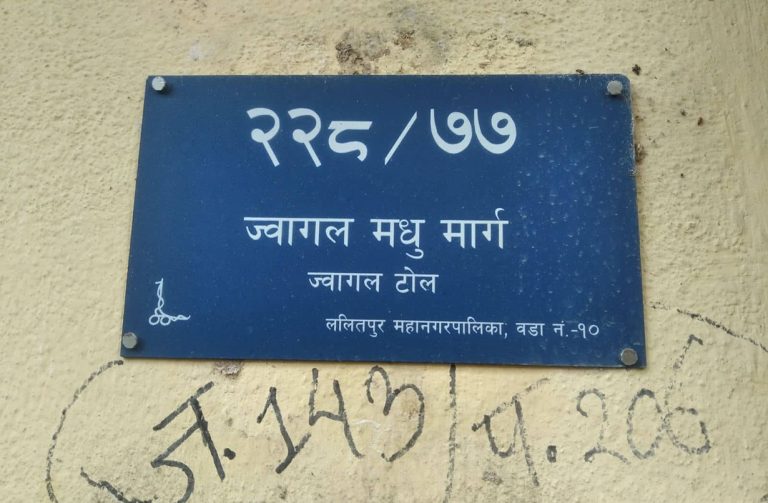 २२८/७७
ज्वागल मधु मार्ग
ज्वागल टोल
ललितपुर महानगरपालिका, वडा नं.-१०
ज. 143 प. 206